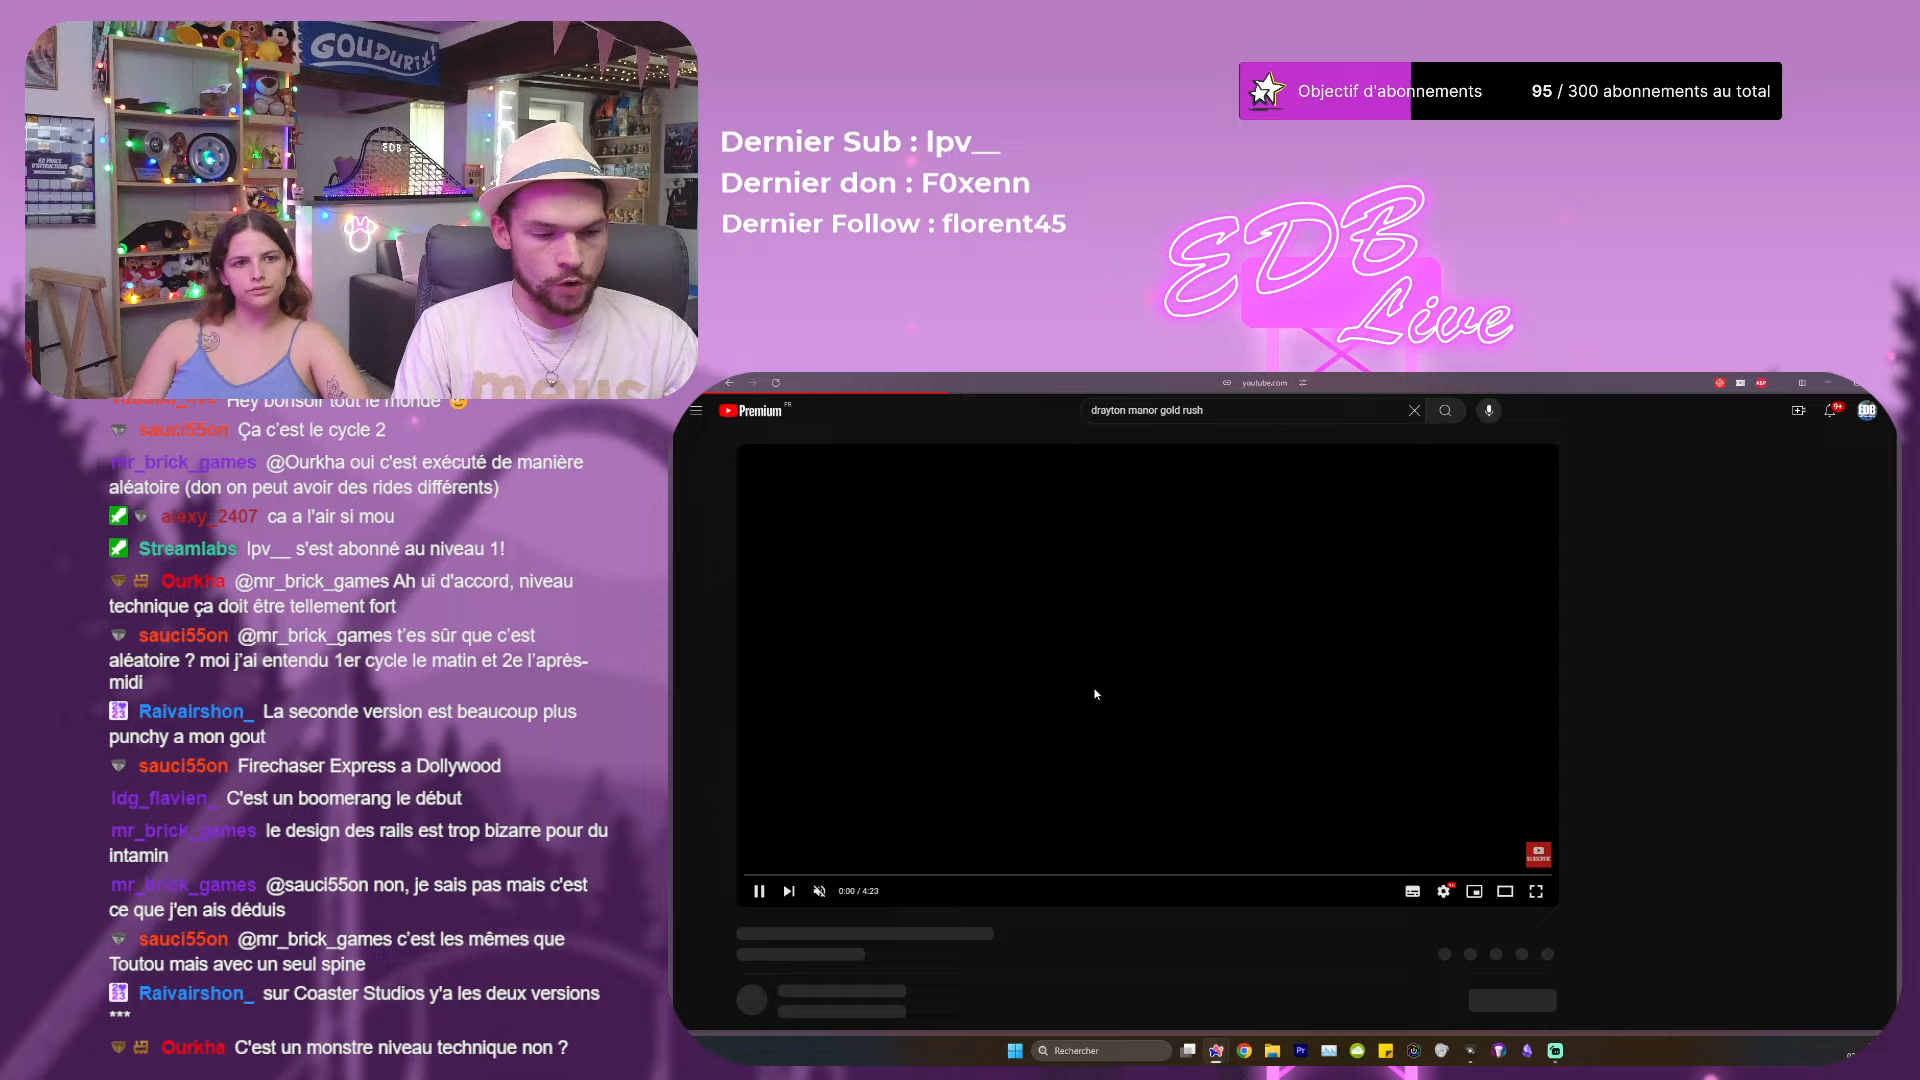 GOUDURIX!
EDB
meus
Objectif d'abonnements
95 / 300 abonnements au total
Dernier Sub : lpv__
Dernier don : F0xenn
Dernier Follow : florent45
EDB
Live
Hey bonsoir tout le monde
sauci55on Ça c'est le cycle 2
mr_brick_games @Ourkha oui c'est exécuté de manière
aléatoire (don on peut avoir des rides différents)
alexy_2407 ca a l'air si mou
Streamlabs lpv__ s'est abonné au niveau 1!
Ourkha @mr_brick_games Ah ui d'accord, niveau
technique ça doit être tellement fort
sauci55on @mr_brick_games t'es sûr que c'est
aléatoire ? moi j'ai entendu 1er cycle le matin et 2e l'après-
midi
Raivairshon_ La seconde version est beaucoup plus
punchy a mon gout
sauci55on Firechaser Express a Dollywood
ldg_flavien_ C'est un boomerang le début
mr_brick_games le design des rails est trop bizarre pour du
intamin
mr_brick_games @sauci55on non, je sais pas mais c'est
ce que j'en ais déduis
sauci55on @mr_brick_games c'est les mêmes que
Toutou mais avec un seul spine
Raivairshon_ sur Coaster Studios y'a les deux versions
***
Ourkha C'est un monstre niveau technique non ?
youtube.com
ABP
Premium FR
drayton manor gold rush
9+
EDB
SUBSCRIBE
0:00 / 4:23
Rechercher
Pr